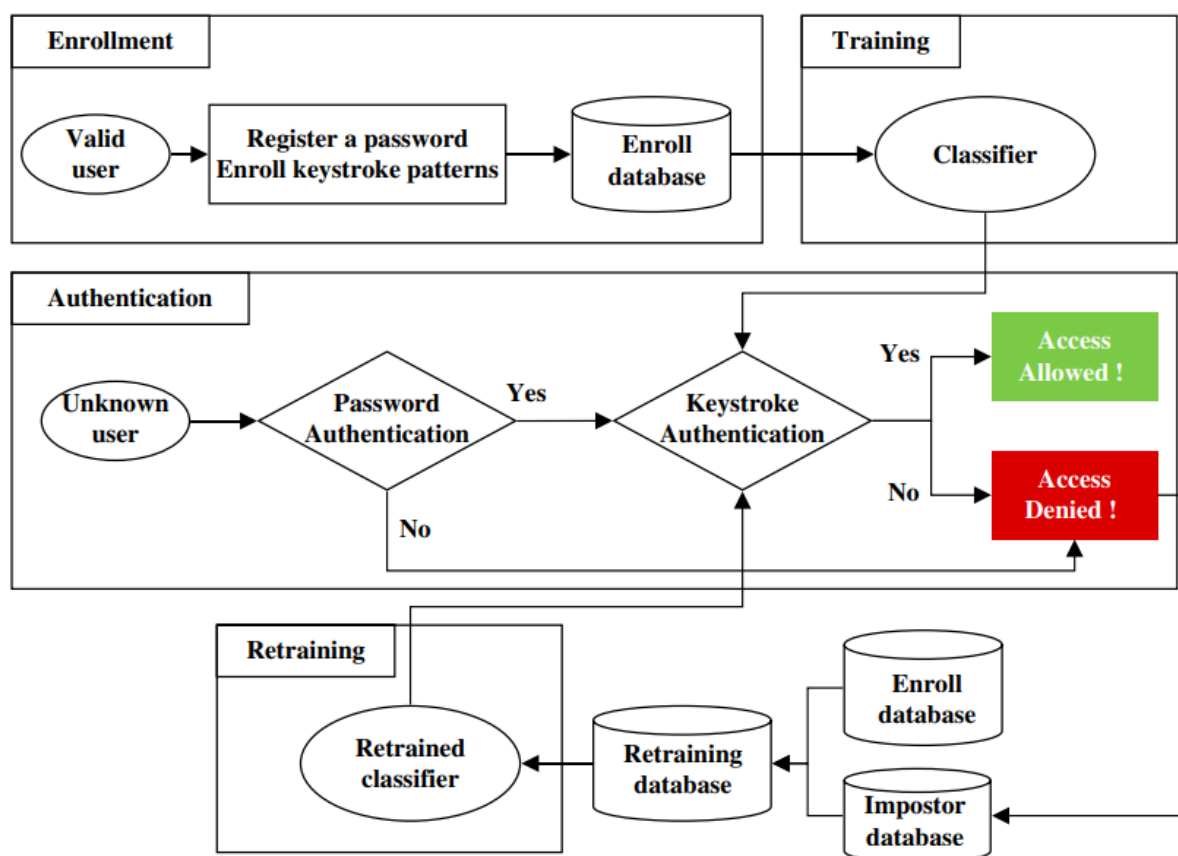 Enrollment
Training
Valid
user
Register a password
Enroll keystroke patterns
Enroll
database
Classifier
Authentication
Unknown
user
Password
Authentication
Yes
No
Keystroke
Authentication
Yes
No
Access
Allowed !
Access
Denied !
Retraining
Retrained
classifier
Retraining
database
Enroll
database
Impostor
database